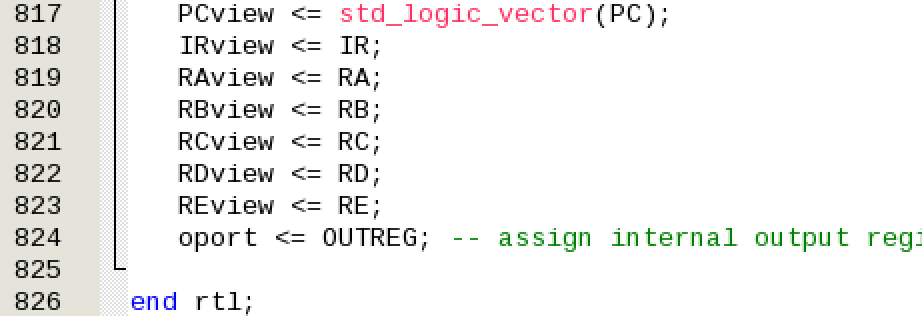 817 PCview <= std_logic_vector(PC);
818 IRview <= IR;
819 RAview <= RA;
820 RBview <= RB;
821 RCview <= RC;
822 RDview <= RD;
823 REview <= RE;
824 oport <= OUTREG; -- assign internal output regi
825
826 end rtl;